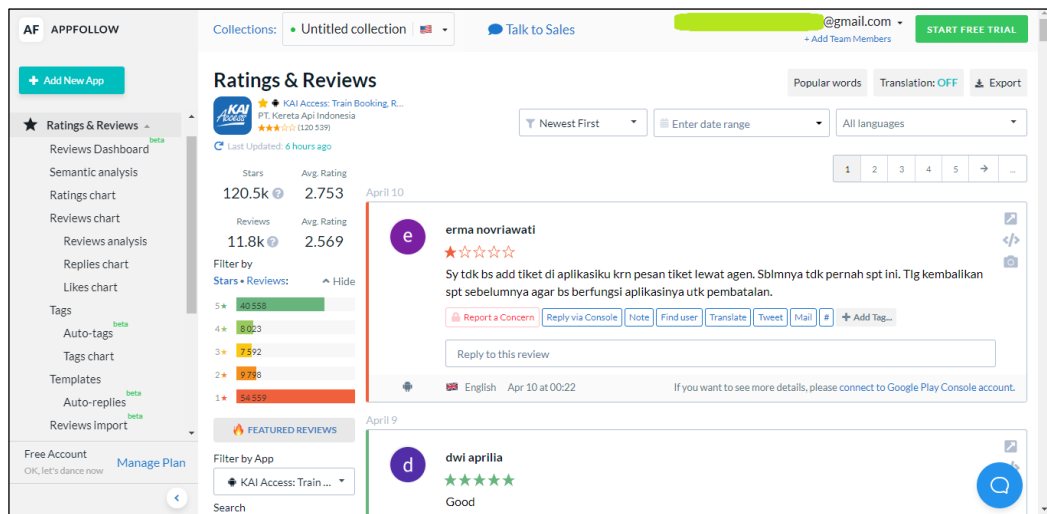 AF APPFOLLOW
Collections: • Untitled collection
Talk to Sales
@gmail.com
+ Add Team Members
START FREE TRIAL
+ Add New App
Ratings & Reviews
beta
Reviews Dashboard
Semantic analysis
Ratings chart
Reviews chart
Reviews analysis
Replies chart
Likes chart
Tags
beta
Auto-tags
Tags chart
Templates
beta
Auto-replies
beta
Reviews import
Free Account
OK, let's dance now
Manage Plan
Ratings & Reviews
KAI Access
KAI Access: Train Booking, R...
PT. Kereta Api Indonesia
(120 539)
Last Updated: 6 hours ago
Popular words
Translation: OFF
Export
Newest First
Enter date range
All languages
1 2 3 4 5 → ...
Stars Avg. Rating
120.5k 2.753
Reviews Avg. Rating
11.8k 2.569
Filter by
Stars • Reviews: Hide
5★ 40 558
4★ 8 023
3★ 7 592
2★ 9 798
1★ 54 559
FEATURED REVIEWS
Filter by App
KAI Access: Train ...
Search
April 10
e
erma novriawati
Sy tdk bs add tiket di aplikasiku krn pesan tiket lewat agen. Sblmnya tdk pernah spt ini. Tlg kembalikan
spt sebelumnya agar bs berfungsi aplikasinya utk pembatalan.
Report a Concern
Reply via Console
Note
Find user
Translate
Tweet
Mail
#
+ Add Tag...
Reply to this review
English Apr 10 at 00:22
If you want to see more details, please connect to Google Play Console account.
April 9
d
dwi aprilia
Good